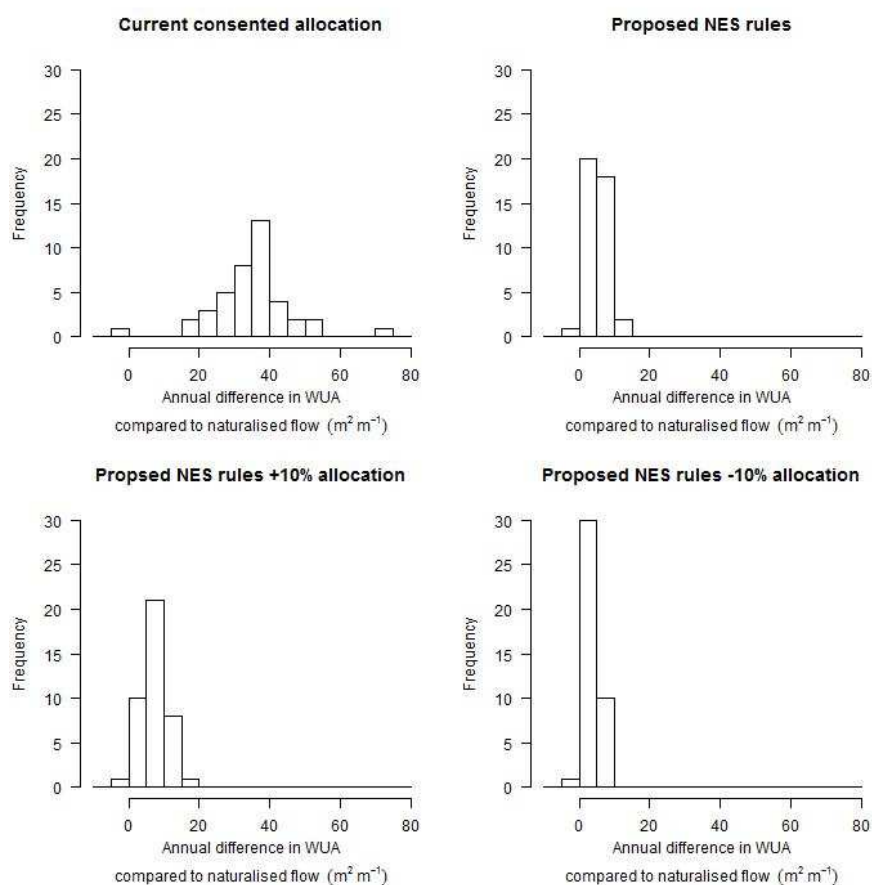 Current consented allocation
30
25
20
15
10
5
0
Frequency
0 20 40 60 80
Annual difference in WUA
compared to naturalised flow (m² m⁻¹)
Proposed NES rules
30
25
20
15
10
5
0
Frequency
0 20 40 60 80
Annual difference in WUA
compared to naturalised flow (m² m⁻¹)
Propsed NES rules +10% allocation
30
25
20
15
10
5
0
Frequency
0 20 40 60 80
Annual difference in WUA
compared to naturalised flow (m² m⁻¹)
Proposed NES rules -10% allocation
30
25
20
15
10
5
0
Frequency
0 20 40 60 80
Annual difference in WUA
compared to naturalised flow (m² m⁻¹)